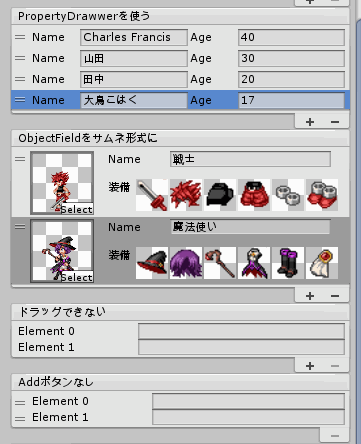 PropertyDrawwerを使う
Name Charles Francis Age 40
Name 山田 Age 30
Name 田中 Age 20
Name 大鳥こはく Age 17
ObjectFieldをサムネ形式に
Name 戦士
装備
Select
Name 魔法使い
装備
Select
ドラッグできない
Element 0
Element 1
Addボタンなし
Element 0
Element 1